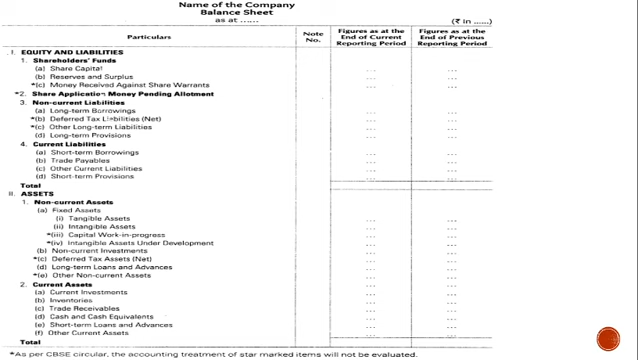 Name of the Company
Balance Sheet
as at ......
(₹ in ......)
Particulars
Note No.
Figures as at the End of Current Reporting Period
Figures as at the End of Previous Reporting Period
I. EQUITY AND LIABILITIES
1. Shareholders' Funds
(a) Share Capital
(b) Reserves and Surplus
*(c) Money Received Against Share Warrants
*2. Share Application Money Pending Allotment
3. Non-current Liabilities
(a) Long-term Borrowings
*(b) Deferred Tax Liabilities (Net)
*(c) Other Long-term Liabilities
(d) Long-term Provisions
4. Current Liabilities
(a) Short-term Borrowings
(b) Trade Payables
(c) Other Current Liabilities
(d) Short-term Provisions
Total
II. ASSETS
1. Non-current Assets
(a) Fixed Assets
(i) Tangible Assets
(ii) Intangible Assets
*(iii) Capital Work-in-progress
*(iv) Intangible Assets Under Development
(b) Non-current Investments
*(c) Deferred Tax Assets (Net)
(d) Long-term Loans and Advances
*(e) Other Non-current Assets
2. Current Assets
(a) Current Investments
(b) Inventories
(c) Trade Receivables
(d) Cash and Cash Equivalents
(e) Short-term Loans and Advances
(f) Other Current Assets
Total
*As per CBSE circular, the accounting treatment of star marked items will not be evaluated.